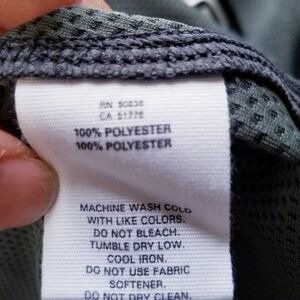 RN 90836
CA 51776
100% POLYESTER
100% POLYESTER
MACHINE WASH COLD
WITH LIKE COLORS.
DO NOT BLEACH.
TUMBLE DRY LOW.
COOL IRON.
DO NOT USE FABRIC
SOFTENER.
DO NOT DRY CLEAN.